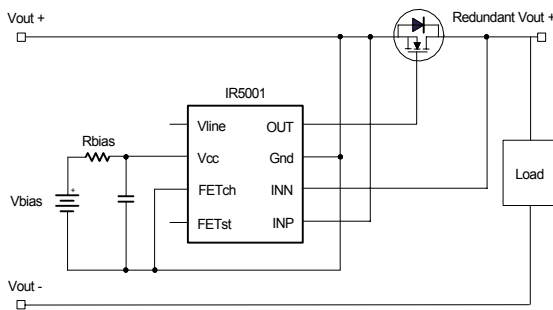 Vout +
Redundant Vout +
IR5001
Vline
OUT
Rbias
Vcc
Gnd
Vbias
+
FETch
INN
Load
FETst
INP
Vout -